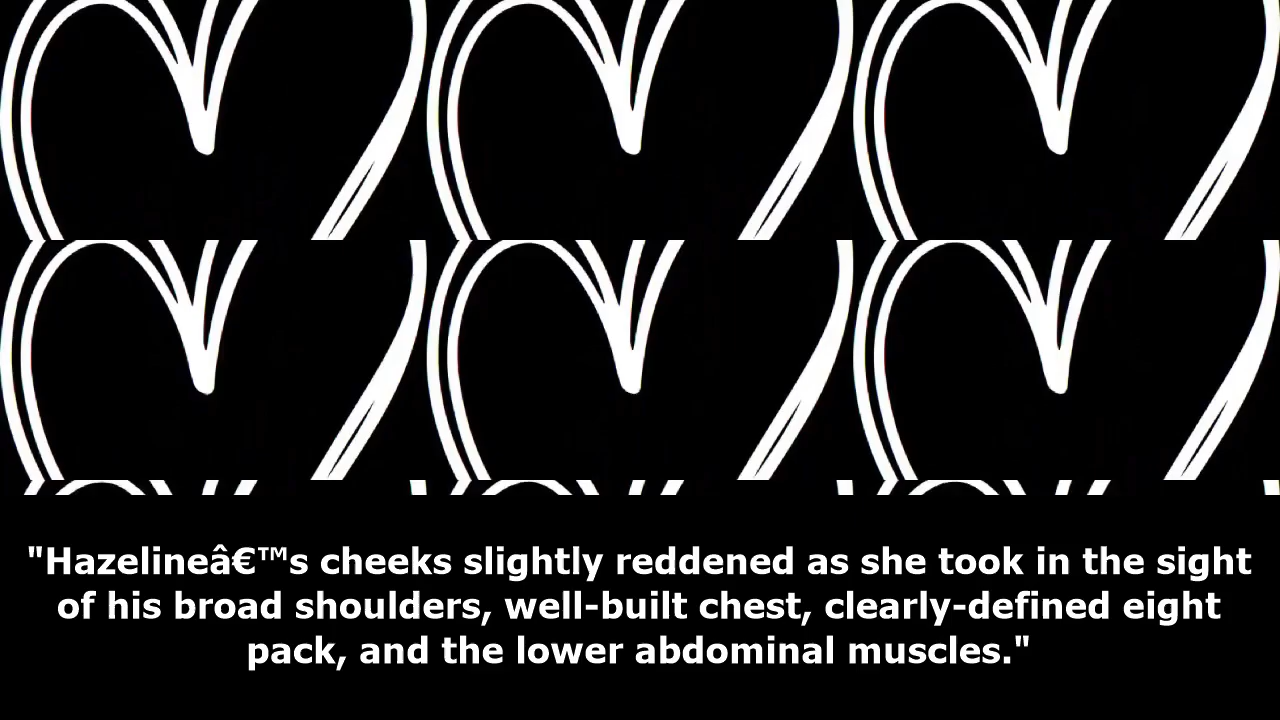 "Hazelineâ€™s cheeks slightly reddened as she took in the sight
of his broad shoulders, well-built chest, clearly-defined eight
pack, and the lower abdominal muscles."